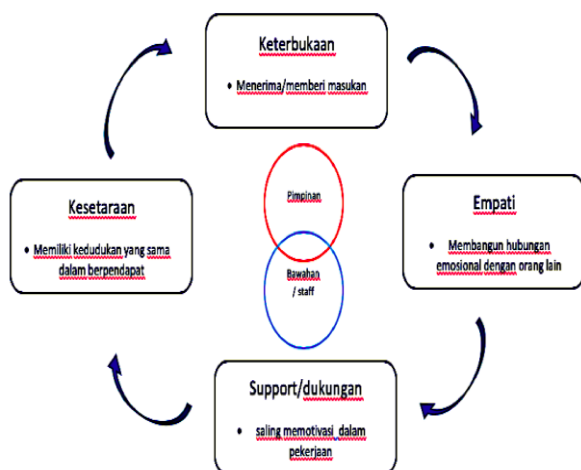 Keterbukaan
• Menerima/memberi masukan
Pimpinan
Kesetaraan
• Memiliki kedudukan yang sama
dalam berpendapat
Empati
• Membangun hubungan
emosional dengan orang lain
Bawahan
/ staff
Support/dukungan
• saling memotivasi dalam
pekerjaan